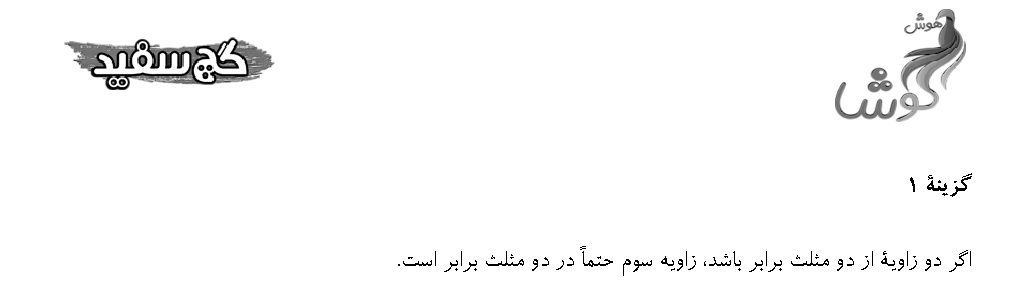 هوش
گوشا
گچ سفید
گزینهٔ ۱
اگر دو زاویهٔ از دو مثلث برابر باشد، زاویه سوم حتماً در دو مثلث برابر است.